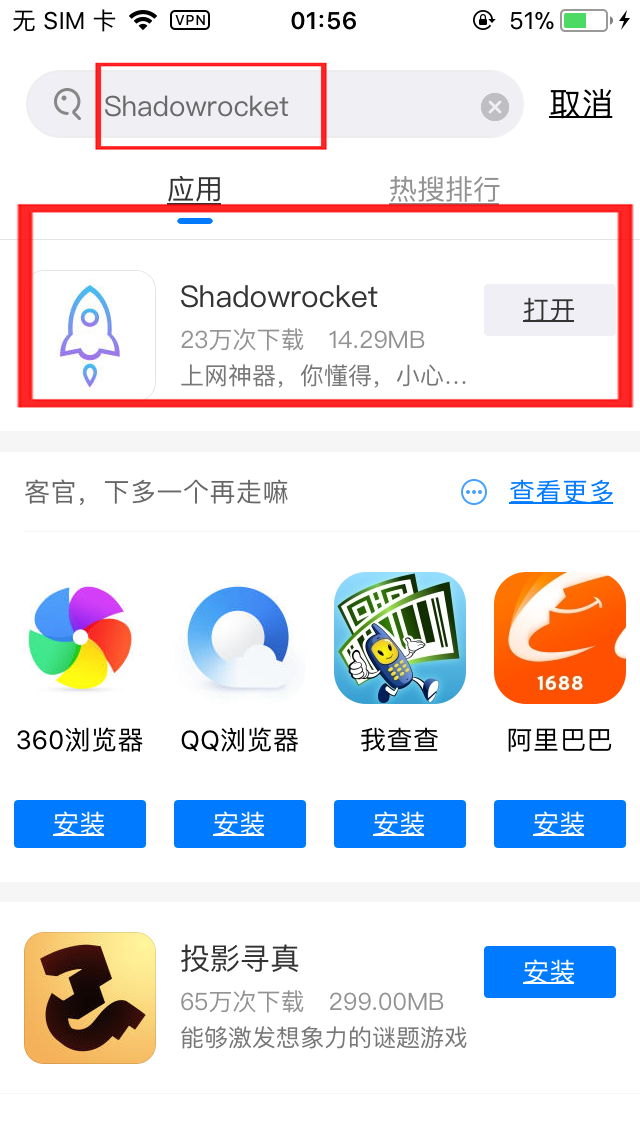 无 SIM 卡 VPN 01:56 51%
Shadowrocket 取消
应用 热搜排行
Shadowrocket
打开
23万次下载 14.29MB
上网神器，你懂得，小心…
客官，下多一个再走嘛 查看更多
1688
360浏览器 QQ浏览器 我查查 阿里巴巴
安装 安装 安装 安装
投影寻真
安装
65万次下载 299.00MB
能够激发想象力的谜题游戏